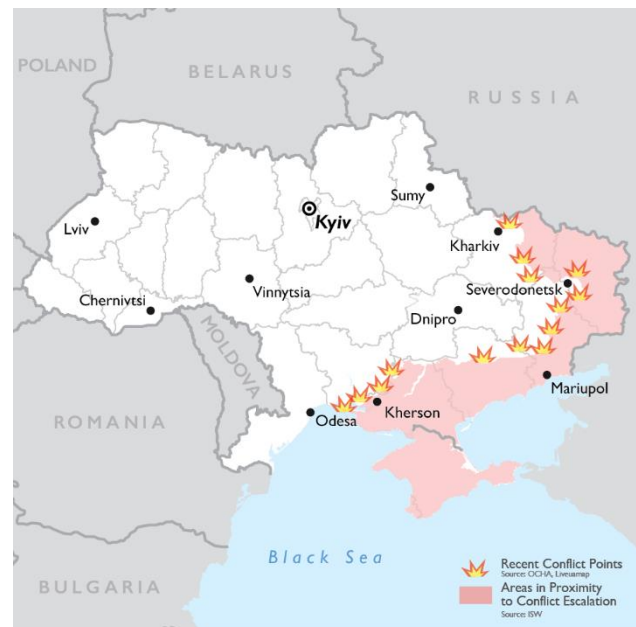 POLAND
BELARUS
RUSSIA
Sumy
Kyiv
Lviv
Kharkiv
Vinnytsia
Severodonetsk
Chernivtsi
Dnipro
MOLDOVA
Mariupol
Kherson
ROMANIA
Odesa
Black Sea
Recent Conflict Points
Source: OCHA, Liveuamap
Areas in Proximity
to Conflict Escalation
Source: ISW
BULGARIA